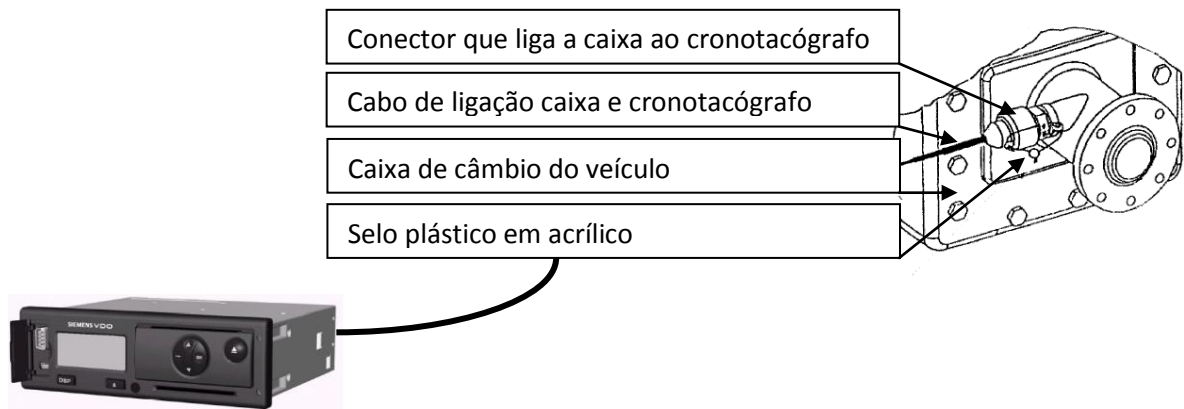 Conector que liga a caixa ao cronotacógrafo
Cabo de ligação caixa e cronotacógrafo
Caixa de câmbio do veículo
Selo plástico em acrílico
SIEMENS VDO